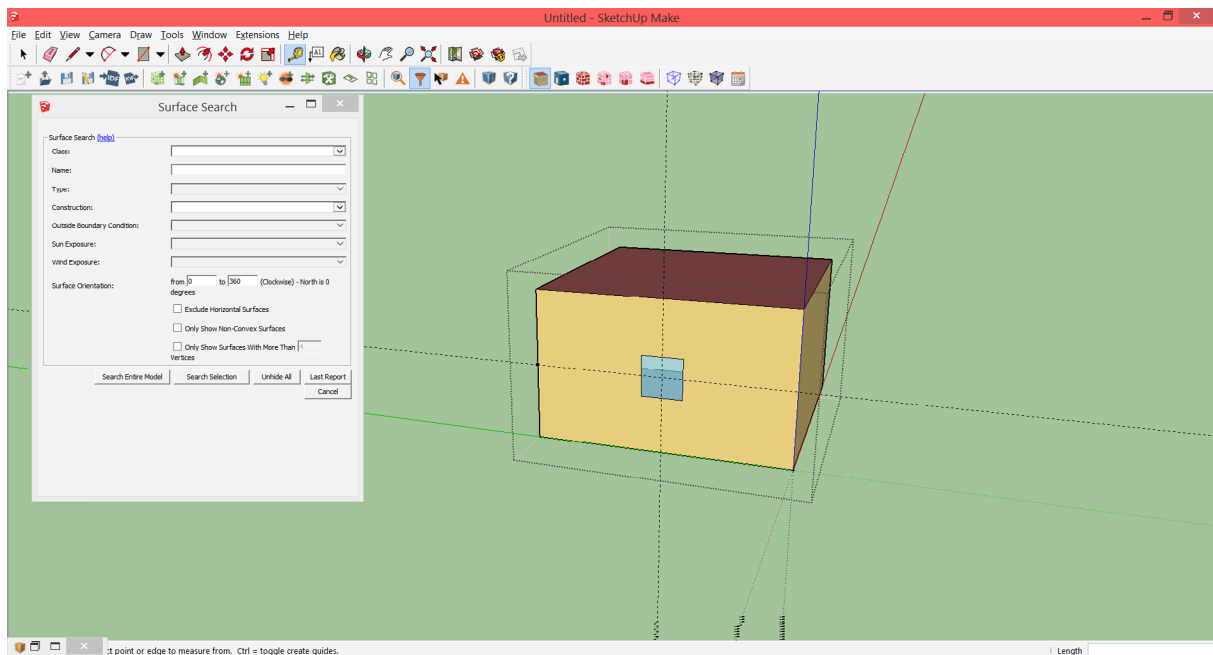 Untitled - SketchUp Make
File Edit View Camera Draw Tools Window Extensions Help
A1
IDF
Surface Search
Surface Search (help)
Class:
Name:
Type:
Construction:
Outside Boundary Condition:
Sun Exposure:
Wind Exposure:
Surface Orientation:
from 0 to 360 (Clockwise) - North is 0
degrees
Exclude Horizontal Surfaces
Only Show Non-Convex Surfaces
Only Show Surfaces With More Than 4
Vertices
Search Entire Model Search Selection Unhide All Last Report
Cancel
ct point or edge to measure from. Ctrl = toggle create guides.
Length